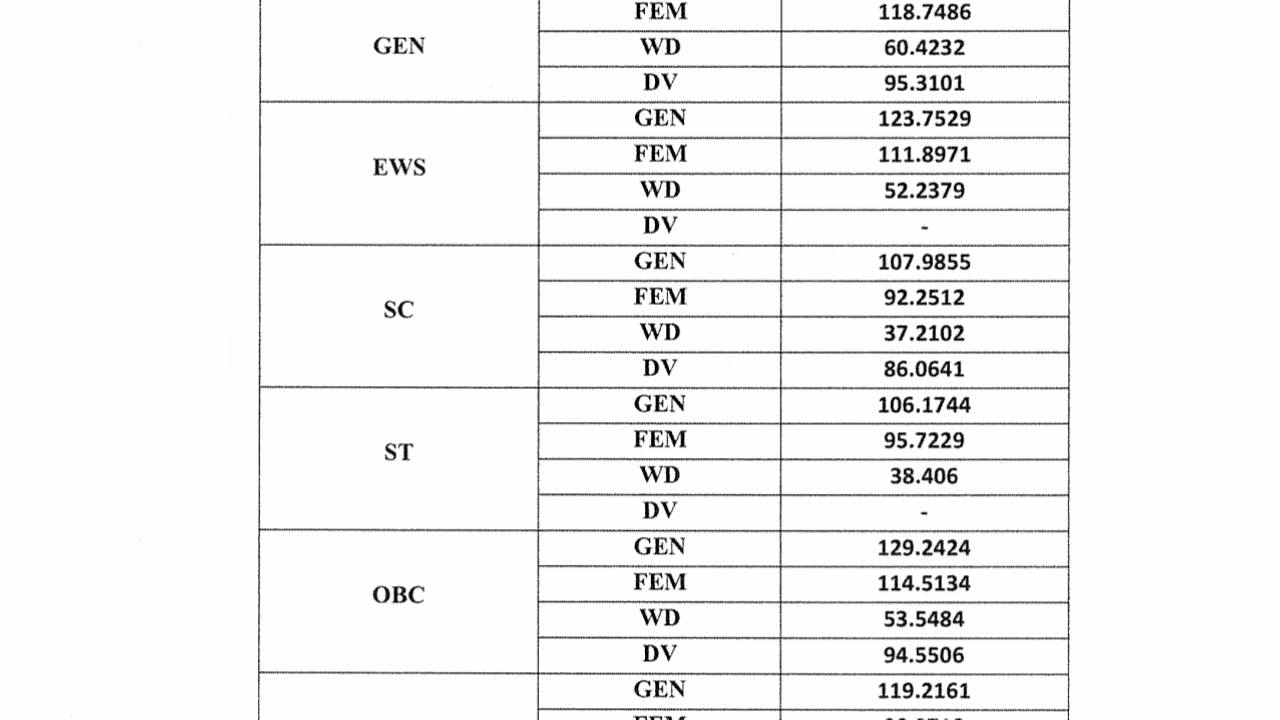 FEM 118.7486
GEN WD 60.4232
DV 95.3101
GEN 123.7529
EWS FEM 111.8971
WD 52.2379
DV -
GEN 107.9855
SC FEM 92.2512
WD 37.2102
DV 86.0641
GEN 106.1744
ST FEM 95.7229
WD 38.406
DV -
GEN 129.2424
OBC FEM 114.5134
WD 53.5484
DV 94.5506
GEN 119.2161
FEM